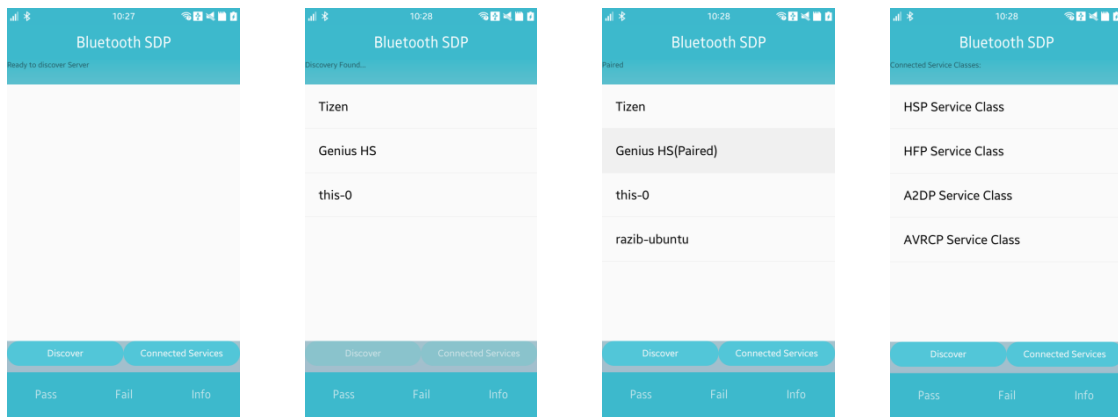 10:27
Bluetooth SDP
Ready to discover Server
Discover
Connected Services
Pass
Fail
Info
10:28
Bluetooth SDP
Discovery Found...
Tizen
Genius HS
this-0
Discover
Connected Services
Pass
Fail
Info
10:28
Bluetooth SDP
Paired
Tizen
Genius HS(Paired)
this-0
razib-ubuntu
Discover
Connected Services
Pass
Fail
Info
10:28
Bluetooth SDP
Connected Service Classes:
HSP Service Class
HFP Service Class
A2DP Service Class
AVRCP Service Class
Discover
Connected Services
Pass
Fail
Info